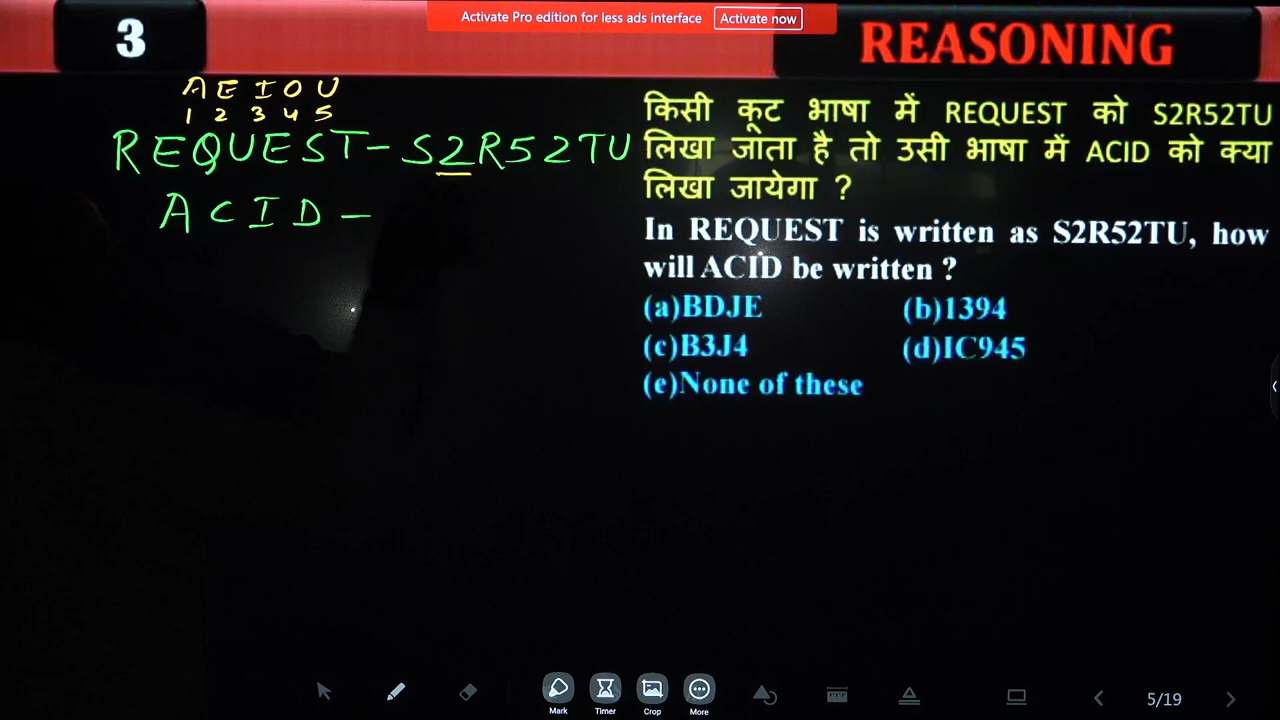 Activate Pro edition for less ads interface Activate now
3
REASONING
A E I O U
1 2 3 4 5
REQUEST - S2R52TU
ACID -
किसी कूट भाषा में REQUEST को S2R52TU
लिखा जाता है तो उसी भाषा में ACID को क्या
लिखा जायेगा ?
In REQUEST is written as S2R52TU, how
will ACID be written ?
(a)BDJE (b)1394
(c)B3J4 (d)IC945
(e)None of these
Mark Timer Crop More
5/19